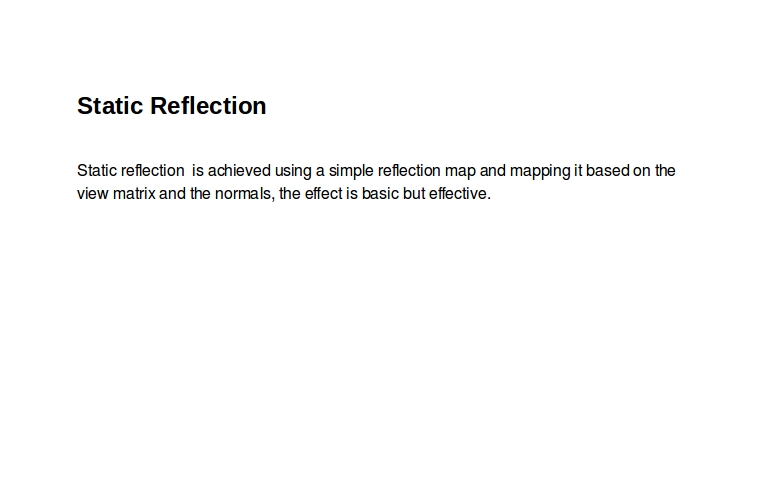 Static Reflection
Static reflection  is achieved using a simple reflection map and mapping it based on the
view matrix and the normals, the effect is basic but effective.